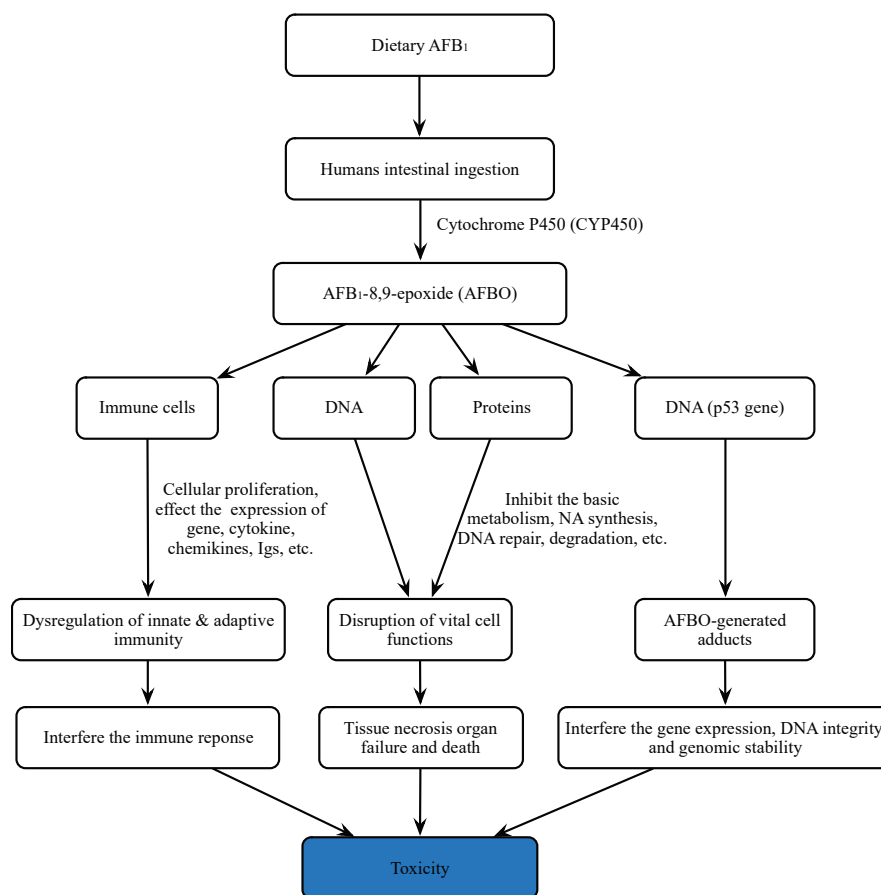 Dietary AFB₁
Humans intestinal ingestion
Cytochrome P450 (CYP450)
AFB₁-8,9-epoxide (AFBO)
Immune cells
DNA
Proteins
DNA (p53 gene)
Cellular proliferation,
effect the expression of
gene, cytokine,
chemikines, Igs, etc.
Inhibit the basic
metabolism, NA synthesis,
DNA repair, degradation, etc.
Dysregulation of innate & adaptive
immunity
Disruption of vital cell
functions
AFBO-generated
adducts
Interfere the immune reponse
Tissue necrosis organ
failure and death
Interfere the gene expression, DNA integrity
and genomic stability
Toxicity